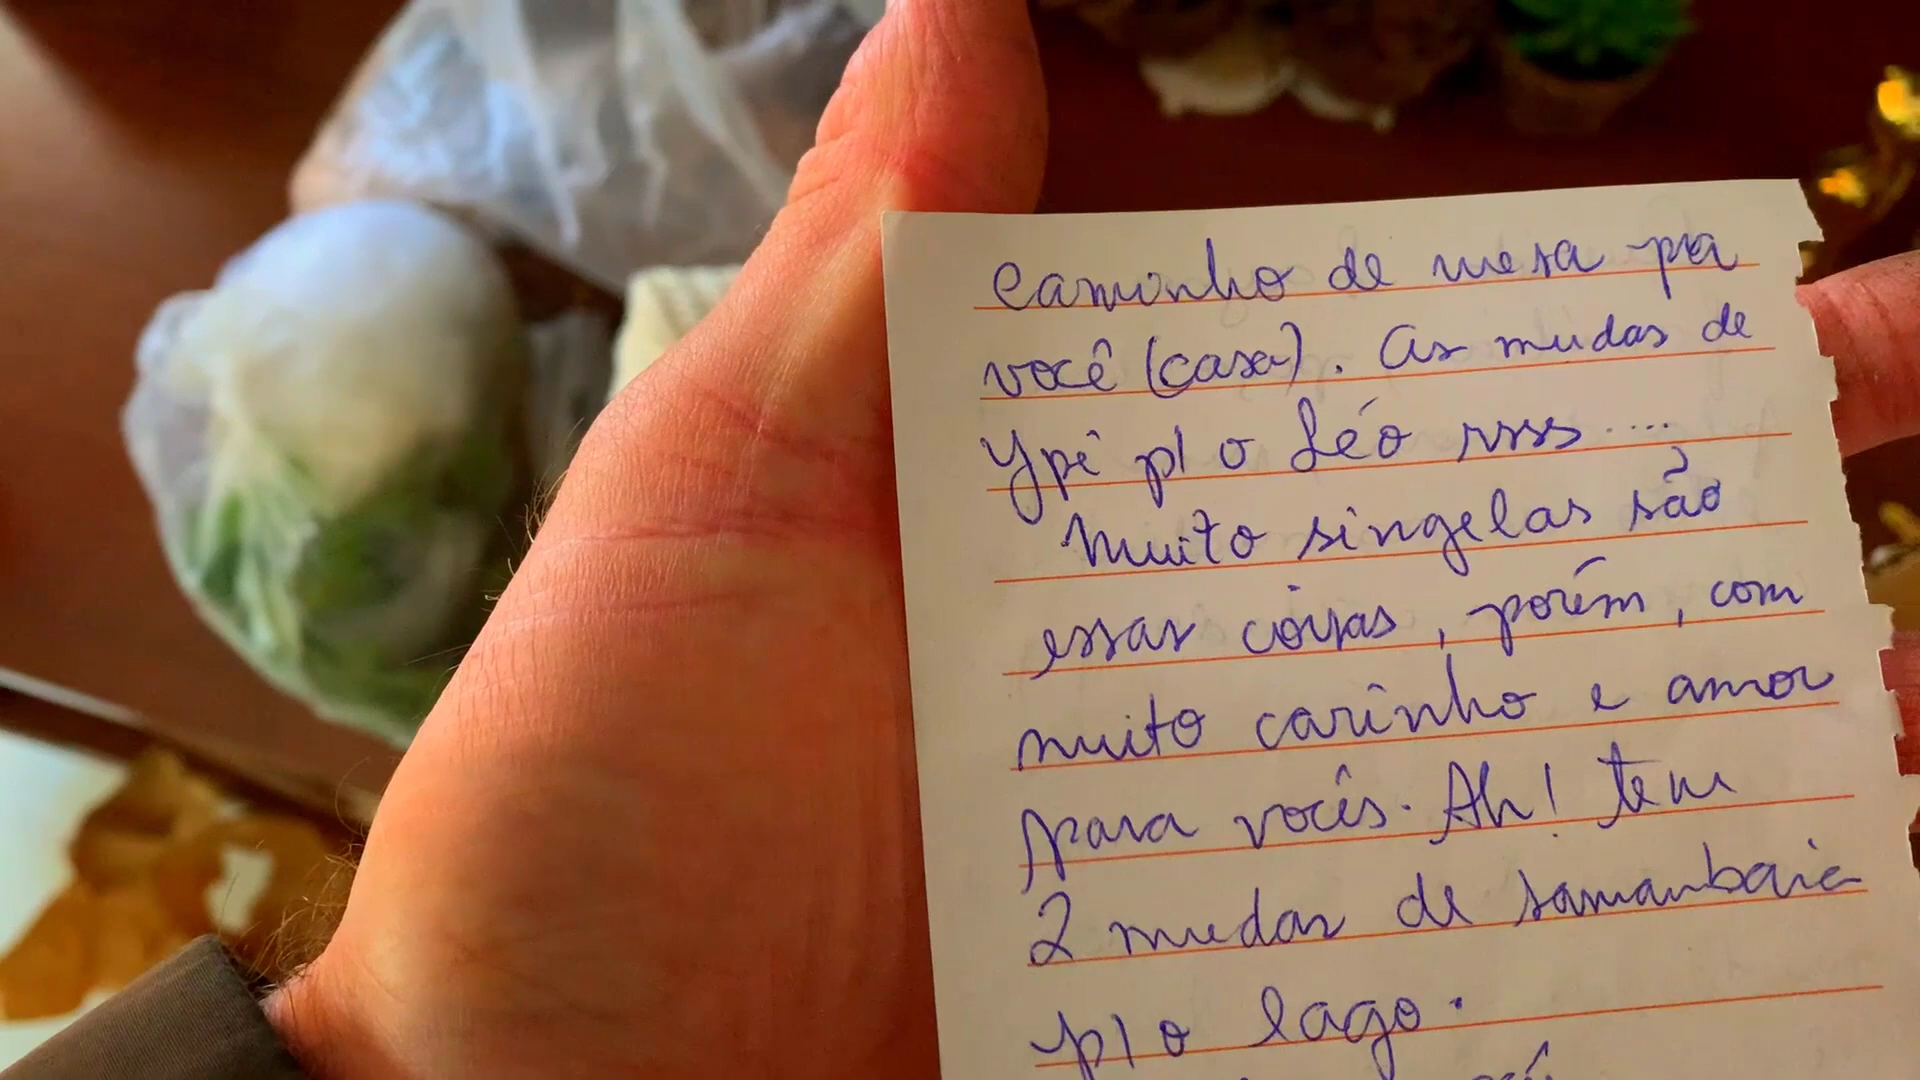 Caminho de mesa pra
você (casa). As mudas de
Ypê p/ o Léo rsss....
Muito singelas são
essas coisas, porém, com
muito carinho e amor
para vocês. Ah! tem
2 mudas de samambaia
p/ o lago.